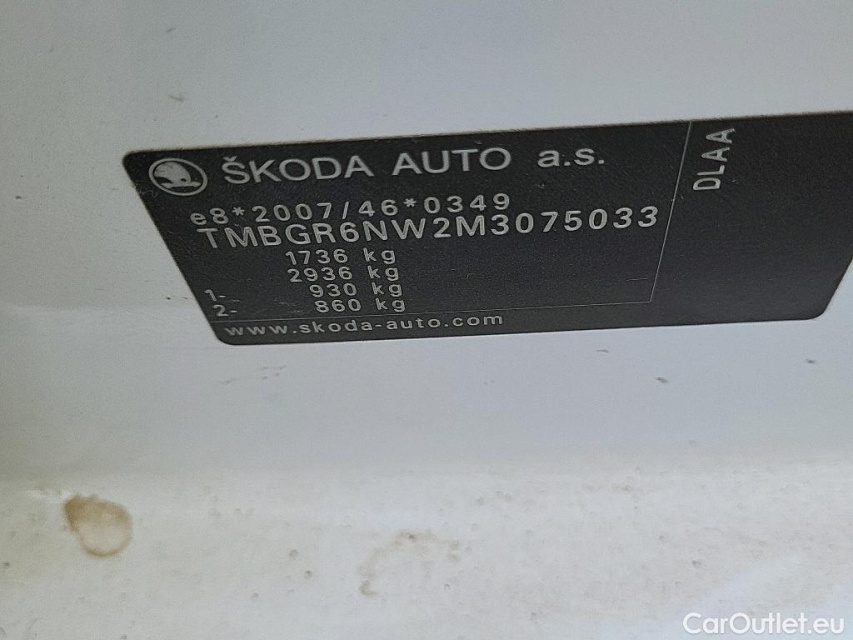 ŠKODA AUTO a.s.
DLAA
e8*2007/46*0349
TMBGR6NW2M3075033
1736 kg
2936 kg
1- 930 kg
2- 860 kg
www.skoda-auto.com
CarOutlet.eu